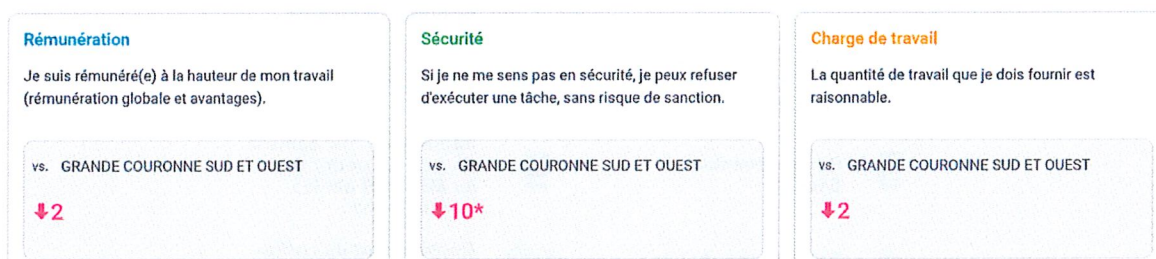 Rémunération
Je suis rémunéré(e) à la hauteur de mon travail
(rémunération globale et avantages).
vs. GRANDE COURONNE SUD ET OUEST
↓2
Sécurité
Si je ne me sens pas en sécurité, je peux refuser
d'exécuter une tâche, sans risque de sanction.
vs. GRANDE COURONNE SUD ET OUEST
↓10*
Charge de travail
La quantité de travail que je dois fournir est
raisonnable.
vs. GRANDE COURONNE SUD ET OUEST
↓2